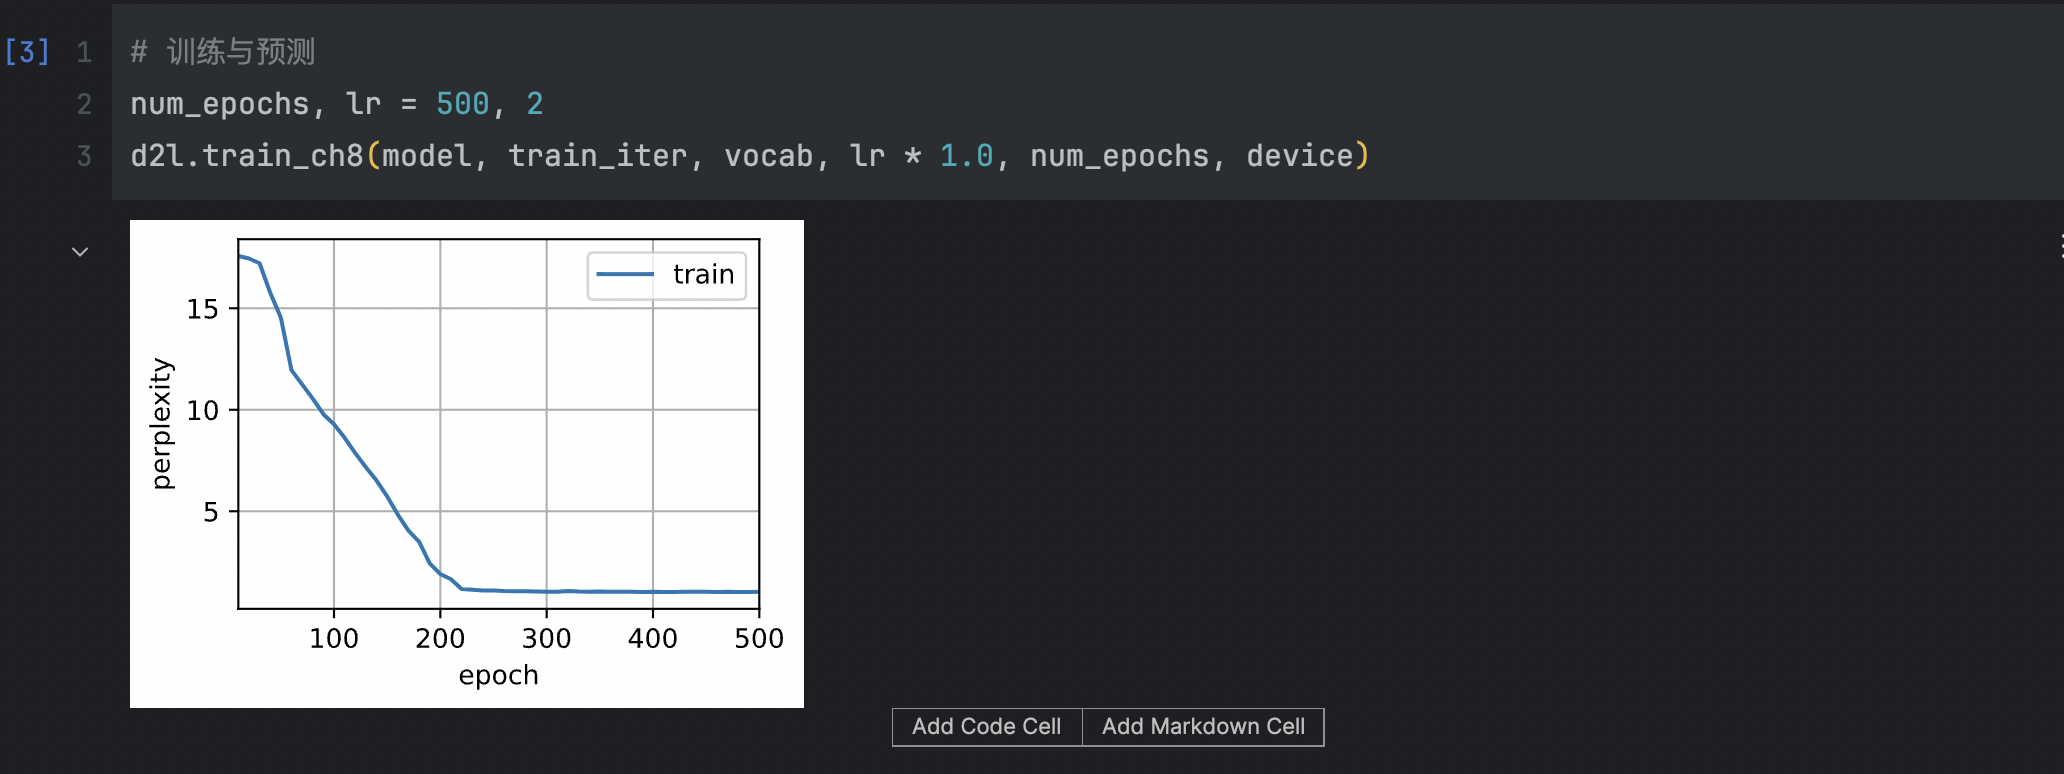 [3] 1 # 训练与预测
2 num_epochs, lr = 500, 2
3 d2l.train_ch8(model, train_iter, vocab, lr * 1.0, num_epochs, device)
train
15
10
5
perplexity
100 200 300 400 500
epoch
Add Code Cell Add Markdown Cell